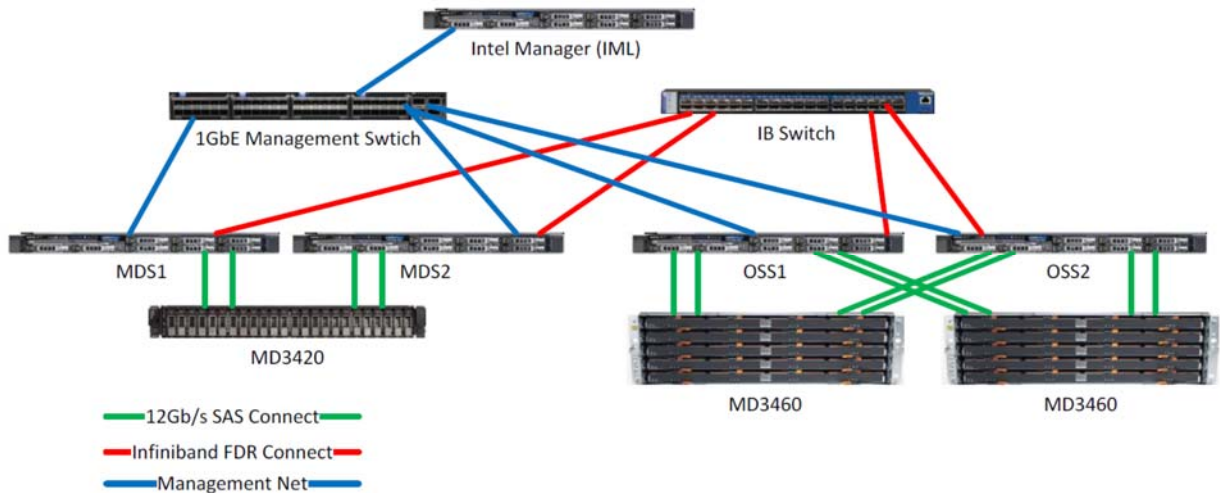 Intel Manager (IML)
1GbE Management Swtich
IB Switch
MDS1
MDS2
OSS1
OSS2
MD3420
MD3460
MD3460
12Gb/s SAS Connect
Infiniband FDR Connect
Management Net